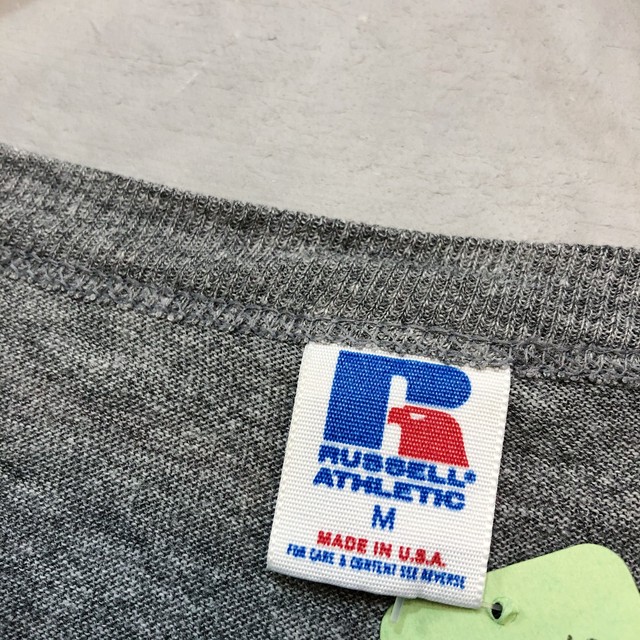 RUSSELL®
ATHLETIC
M
MADE IN U.S.A.
FOR CARE & CONTENT SEE REVERSE